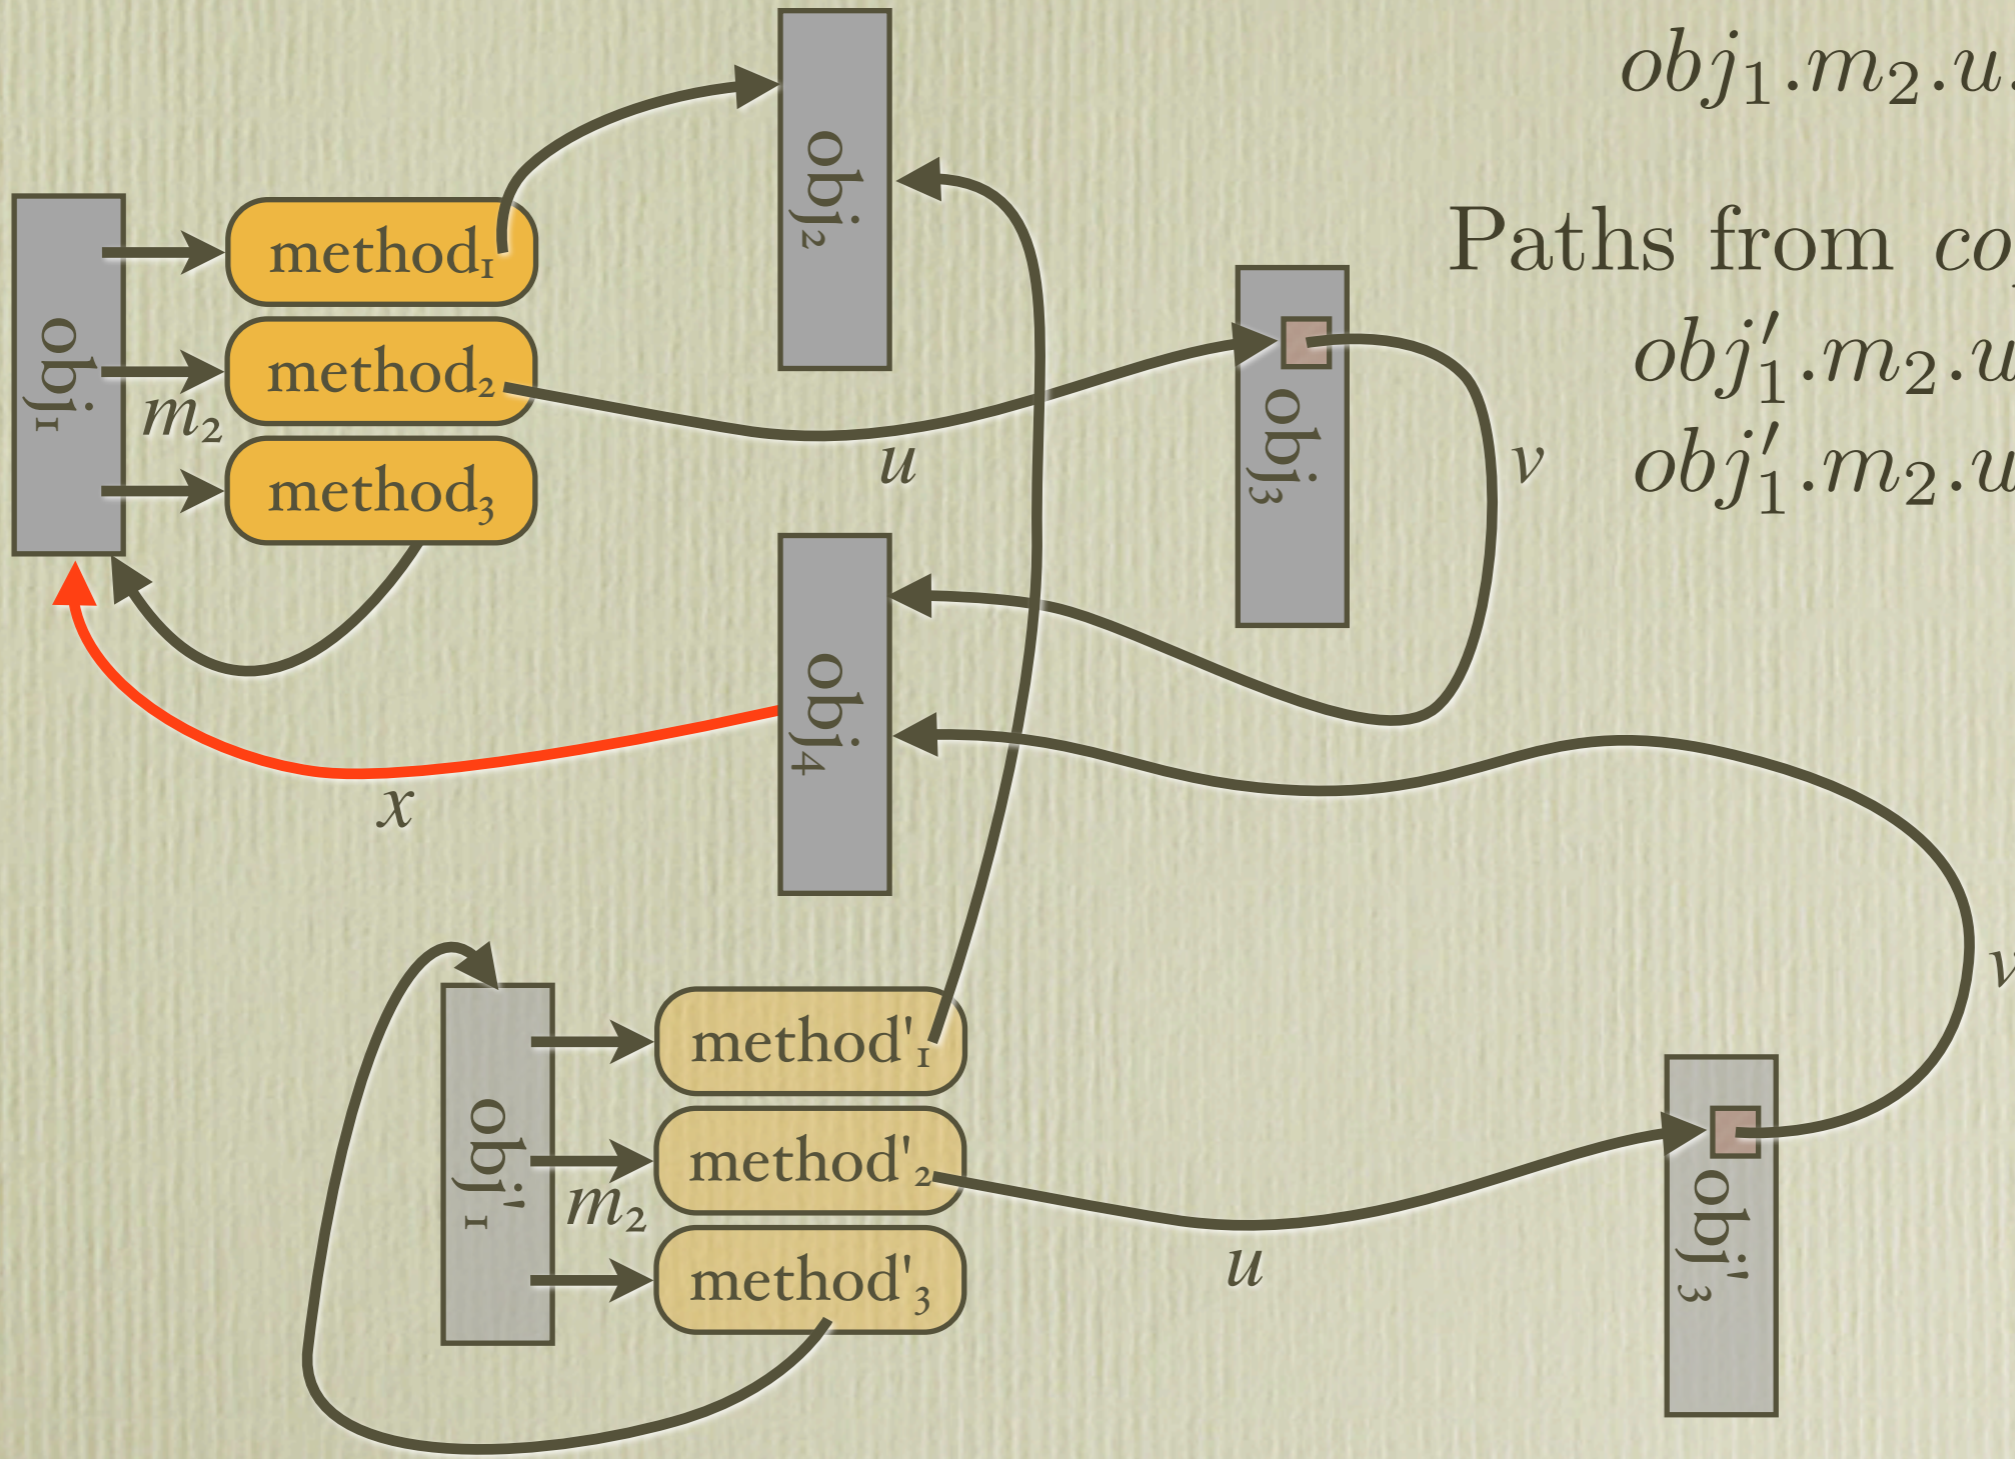 obj₁.m₂.u.
Paths from
obj′₁.m₂.u
obj′₁.m₂.u
obj₂
method₁
obj₁
method₂
m₂
method₃
u
obj₃
v
obj₄
x
v
method'₁
obj'₁
method'₂
m₂
method'₃
u
obj'₃